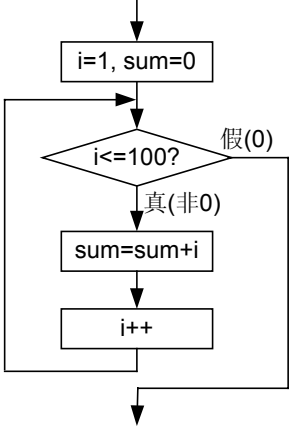 i=1, sum=0
i<=100?
假(0)
真(非0)
sum=sum+i
i++